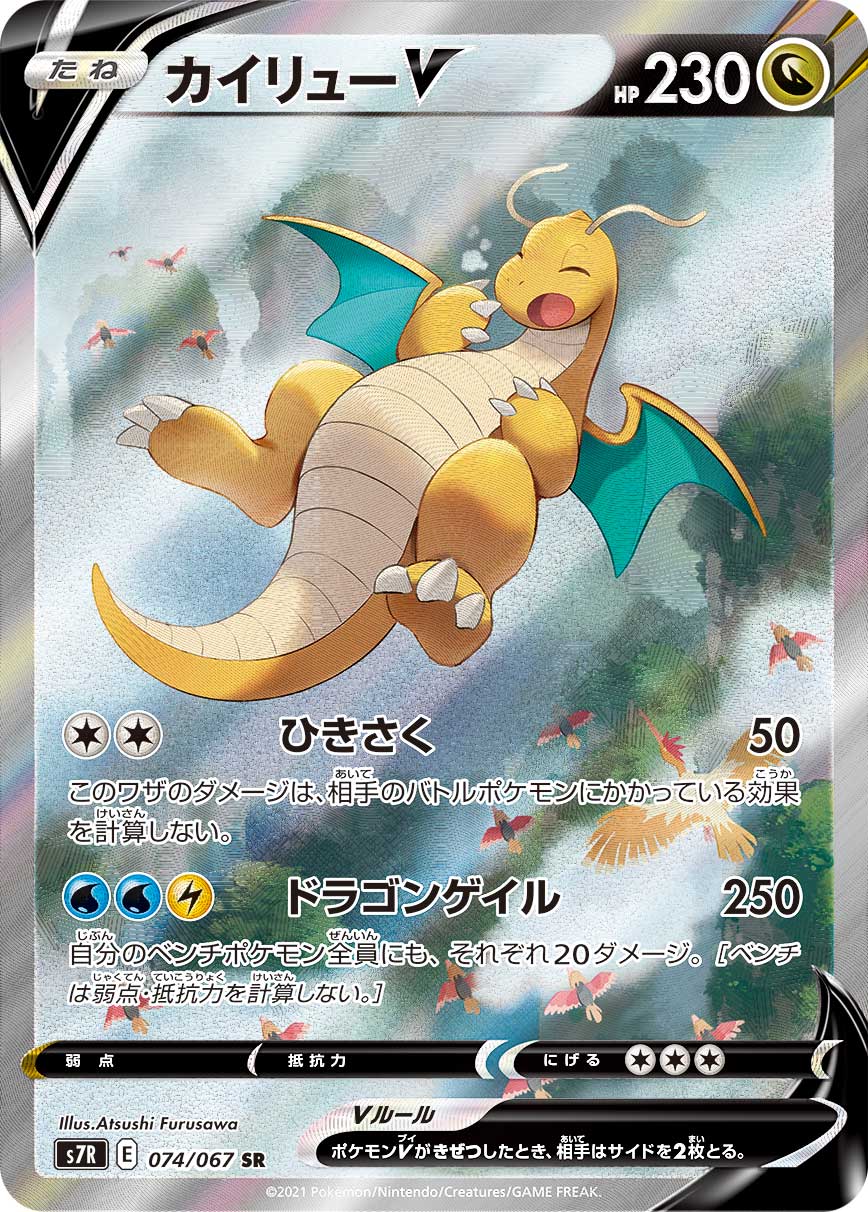 たね カイリューV HP230
ひきさく 50
このワザのダメージは、相手のバトルポケモンにかかっている効果
を計算しない。
ドラゴンゲイル 250
自分のベンチポケモン全員にも、それぞれ20ダメージ。[ベンチ
は弱点・抵抗力を計算しない。]
弱点 抵抗力 にげる
Illus.Atsushi Furusawa
Vルール
ポケモンVがきぜつしたとき、相手はサイドを2枚とる。
s7R E 074/067 SR
©2021 Pokémon/Nintendo/Creatures/GAME FREAK.